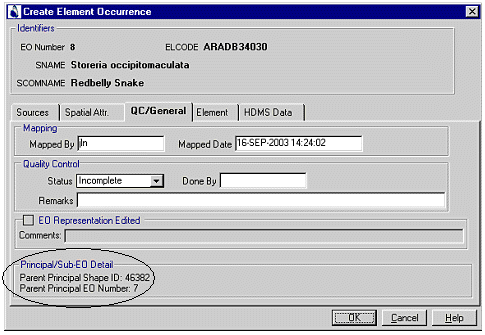 Create Element Occurrence
Identifiers
EO Number 8 ELCODE ARADB34030
SNAME Storeria occipitomaculata
SCOMNAME Redbelly Snake
Sources Spatial Attr. QC/General Element HDMS Data
Mapping
Mapped By jln Mapped Date 16-SEP-2003 14:24:02
Quality Control
Status Incomplete Done By
Remarks
EO Representation Edited
Comments:
Principal/Sub-EO Detail
Parent Principal Shape ID: 46382
Parent Principal EO Number: 7
OK Cancel Help